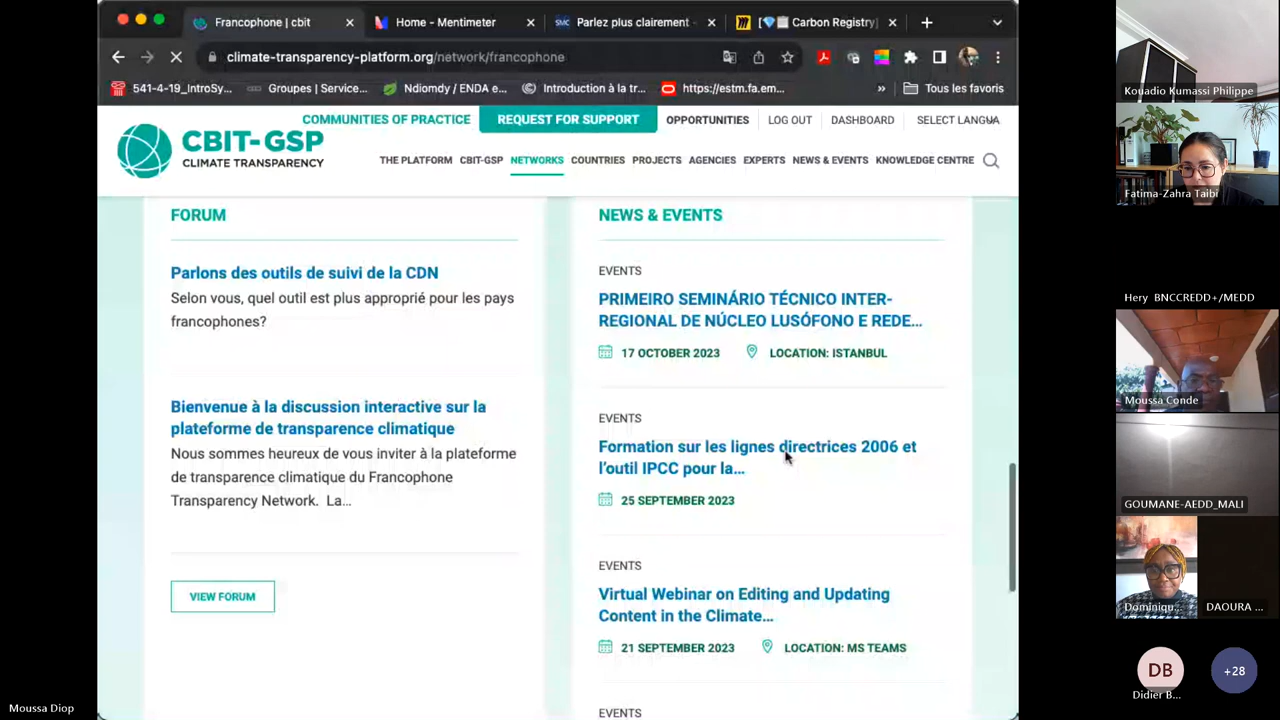 Francophone | cbit
Home - Mentimeter
Parlez plus clairement
Carbon Registry
climate-transparency-platform.org/network/francophone
541-4-19_IntroSy...
Groupes | Service...
Ndiomdy / ENDA e...
Introduction à la tr...
https://estm.fa.em...
»
Tous les favoris
CBIT-GSP
CLIMATE TRANSPARENCY
COMMUNITIES OF PRACTICE
REQUEST FOR SUPPORT
OPPORTUNITIES
LOG OUT
DASHBOARD
SELECT LANGUA
THE PLATFORM
CBIT-GSP
NETWORKS
COUNTRIES
PROJECTS
AGENCIES
EXPERTS
NEWS & EVENTS
KNOWLEDGE CENTRE
FORUM
Parlons des outils de suivi de la CDN
Selon vous, quel outil est plus approprié pour les pays
francophones?
Bienvenue à la discussion interactive sur la
plateforme de transparence climatique
Nous sommes heureux de vous inviter à la plateforme
de transparence climatique du Francophone
Transparency Network. La...
VIEW FORUM
NEWS & EVENTS
EVENTS
PRIMEIRO SEMINÁRIO TÉCNICO INTER-
REGIONAL DE NÚCLEO LUSÓFONO E REDE...
17 OCTOBER 2023
LOCATION: ISTANBUL
EVENTS
Formation sur les lignes directrices 2006 et
l'outil IPCC pour la...
25 SEPTEMBER 2023
EVENTS
Virtual Webinar on Editing and Updating
Content in the Climate...
21 SEPTEMBER 2023
LOCATION: MS TEAMS
EVENTS
Kouadio Kumassi Philippe
Fatima-Zahra Taibi
Hery BNCCREDD+/MEDD
Moussa Conde
GOUMANE-AEDD_MALI
Dominiqu...
DAOURA ...
DB
Didier B...
+28
Moussa Diop